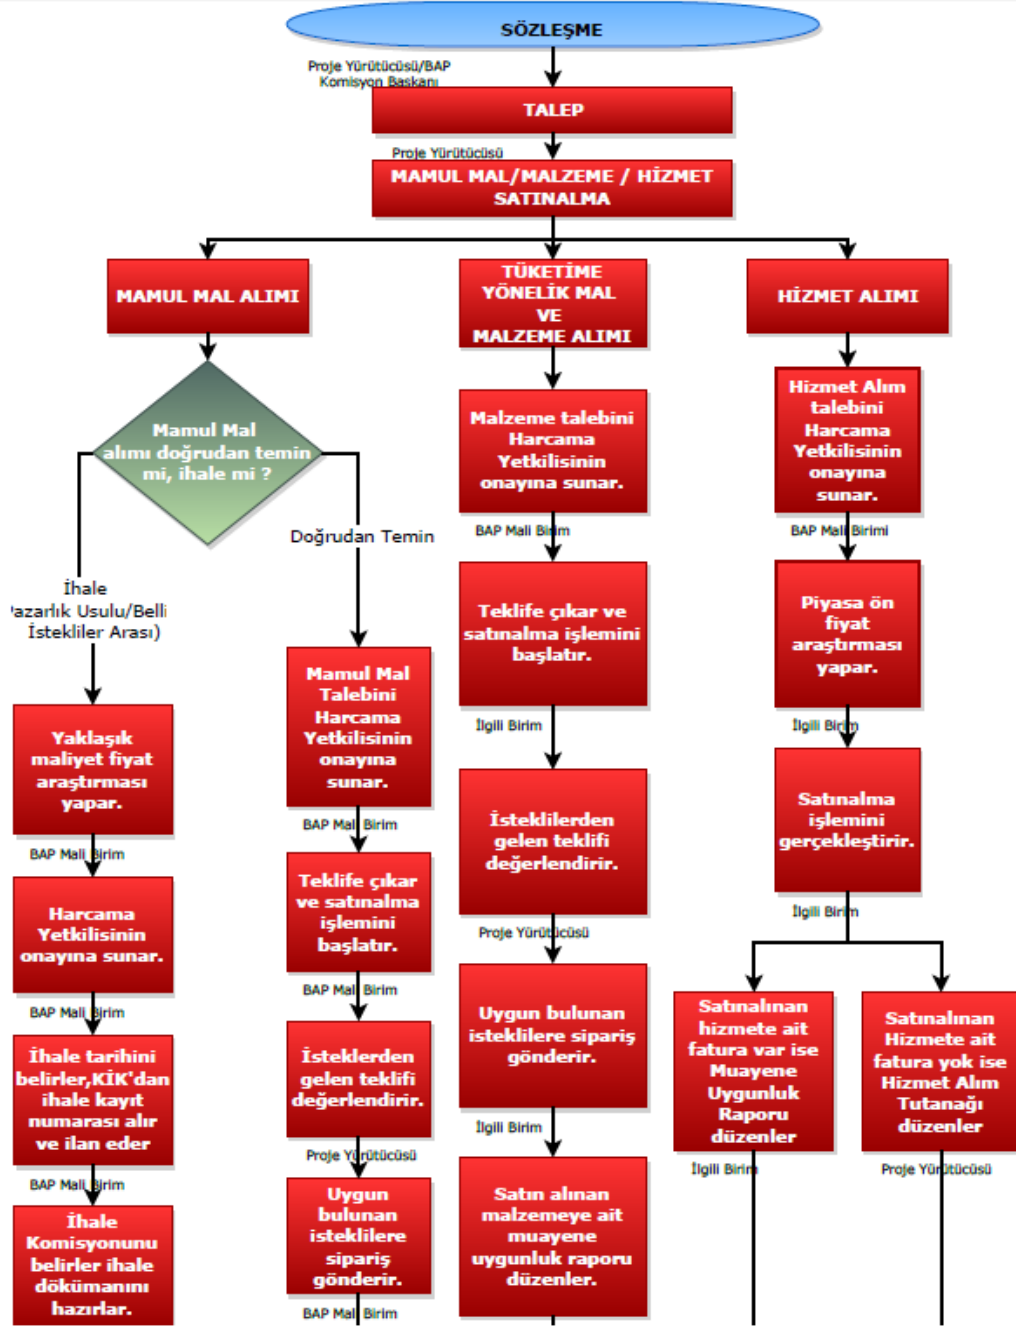 SÖZLEŞME
Proje Yürütücüsü/BAP
Komisyon Baskanı
TALEP
Proje Yürütücüsü
MAMUL MAL/MALZEME / HİZMET
SATINALMA
MAMUL MAL ALIMI
Mamul Mal
alımı doğrudan temin
mi, ihale mi ?
İhale
Pazarlık Usulu/Belli
İstekliler Arası)
Yaklaşık
maliyet fiyat
araştırması
yapar.
BAP Mali Birim
Harcama
Yetkilisinin
onayına sunar.
BAP Mali Birim
İhale tarihini
belirler,KİK'dan
ihale kayıt
numarası alır
ve ilan eder
BAP Mali Birim
İhale
Komisyonunu
belirler ihale
dökümanını
hazırlar.
Doğrudan Temin
Mamul Mal
Talebini
Harcama
Yetkilisinin
onayına
sunar.
BAP Mali Birim
Teklife çıkar
ve satınalma
işlemini
başlatır.
BAP Mali Birim
İsteklerden
gelen teklifi
değerlendirir.
Proje Yürütücüsü
Uygun
bulunan
isteklilere
sipariş
gönderir.
BAP Mali Birim
TÜKETİME
YÖNELİK MAL
VE
MALZEME ALIMI
Malzeme talebini
Harcama
Yetkilisinin
onayına sunar.
BAP Mali Birim
Teklife çıkar ve
satınalma işlemini
başlatır.
İlgili Birim
İsteklilerden
gelen teklifi
değerlendirir.
Proje Yürütücüsü
Uygun bulunan
isteklilere sipariş
gönderir.
İlgili Birim
Satın alınan
malzemeye ait
muayene
uygunluk raporu
düzenler.
HİZMET ALIMI
Hizmet Alım
talebini
Harcama
Yetkilisinin
onayına
sunar.
BAP Mali Birimi
Piyasa ön
fiyat
araştırması
yapar.
İlgili Birim
Satınalma
işlemini
gerçekleştirir.
İlgili Birim
Satınalınan
hizmete ait
fatura var ise
Muayene
Uygunluk
Raporu
düzenler
İlgili Birim
Satınalınan
Hizmete ait
fatura yok ise
Hizmet Alım
Tutanağı
düzenler
Proje Yürütücüsü